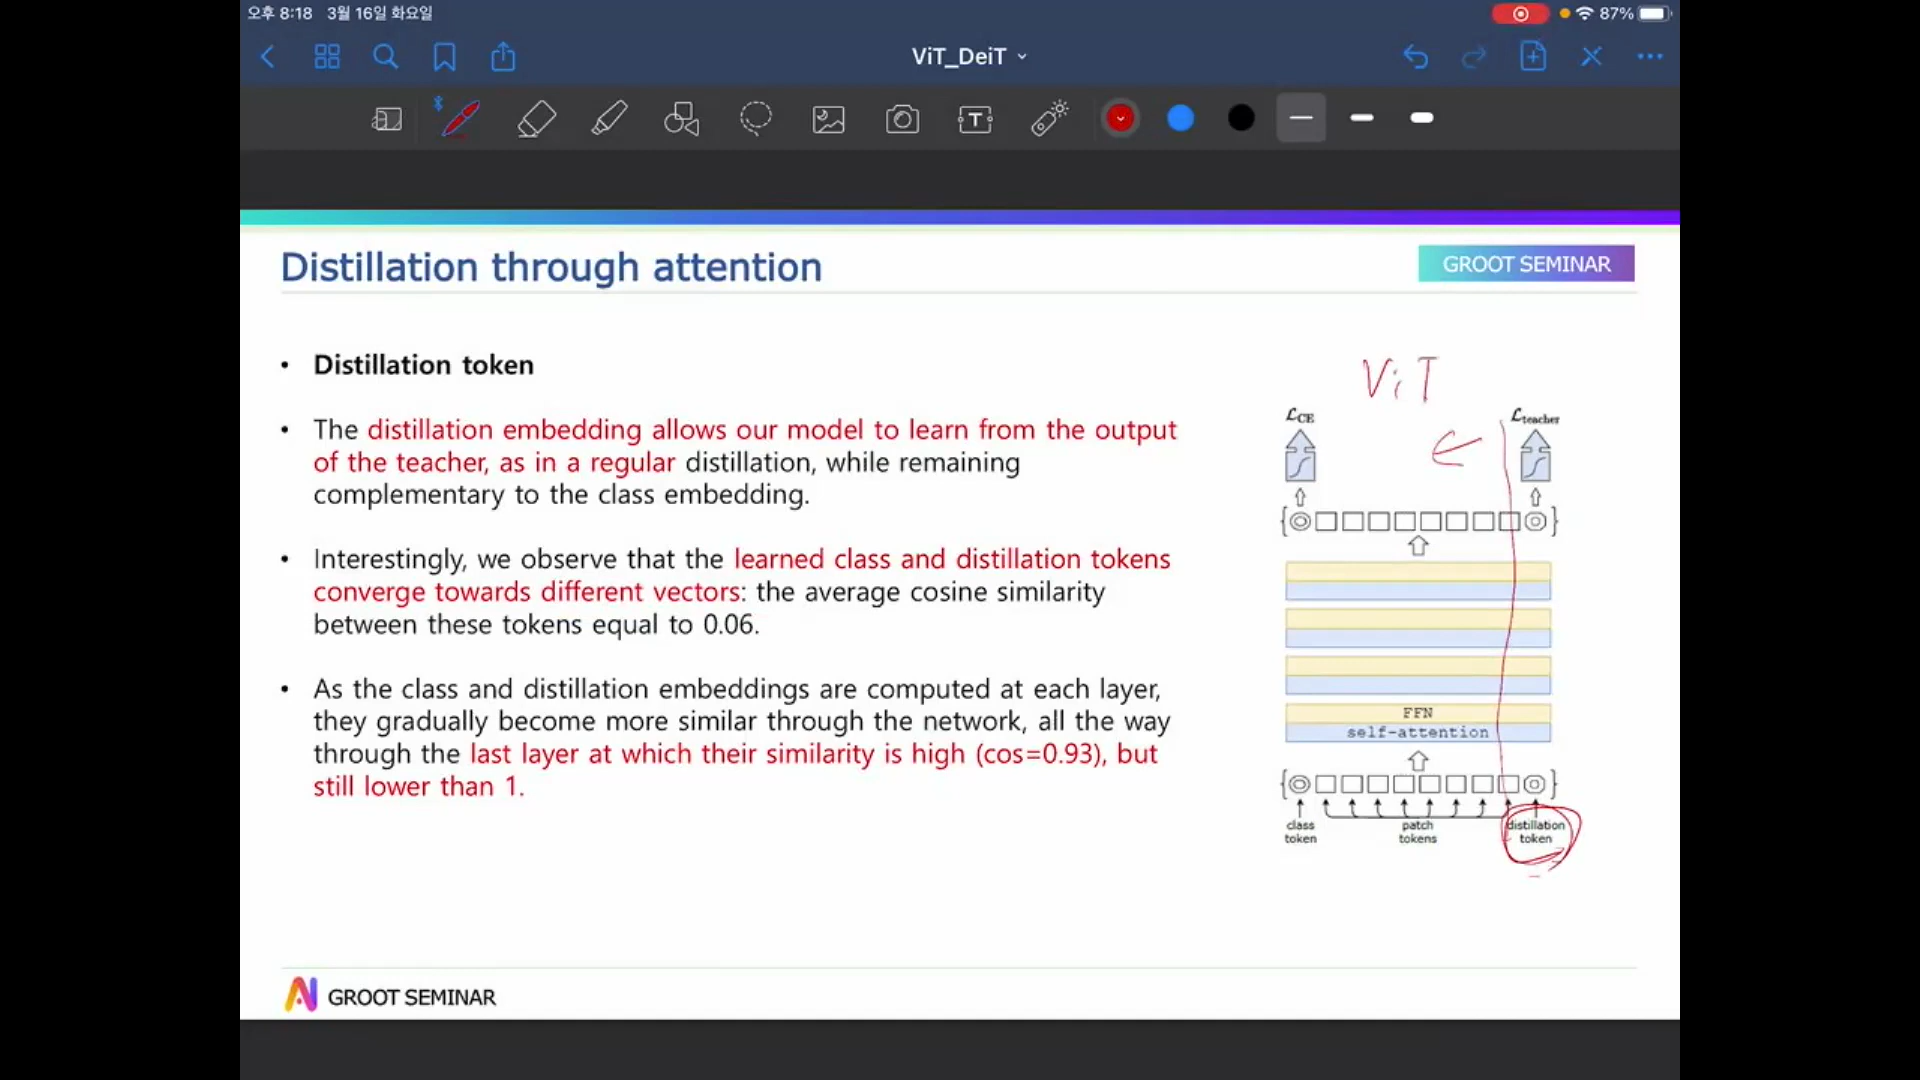 오후 8:18 3월 16일 화요일
87%
ViT_DeiT
T
Distillation through attention
GROOT SEMINAR
• Distillation token
• The distillation embedding allows our model to learn from the output
of the teacher, as in a regular distillation, while remaining
complementary to the class embedding.
• Interestingly, we observe that the learned class and distillation tokens
converge towards different vectors: the average cosine similarity
between these tokens equal to 0.06.
• As the class and distillation embeddings are computed at each layer,
they gradually become more similar through the network, all the way
through the last layer at which their similarity is high (cos=0.93), but
still lower than 1.
ViT
ℒCE
ℒteacher
FFN
self-attention
class
token
patch
tokens
distillation
token
GROOT SEMINAR